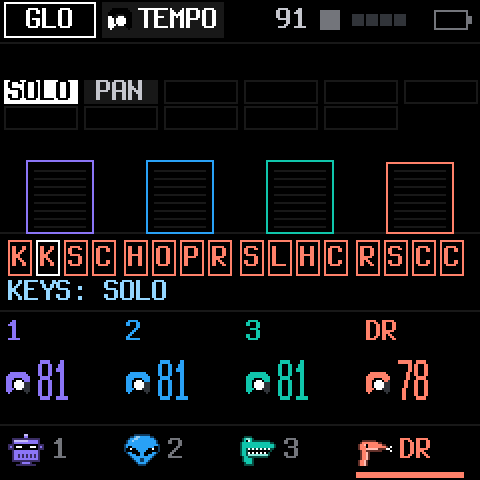 GLO TEMPO 91
SOLO PAN
K K S C H O P R S L H C R S C C
KEYS: SOLO
1 2 3 DR
81 81 81 78
1 2 3 DR